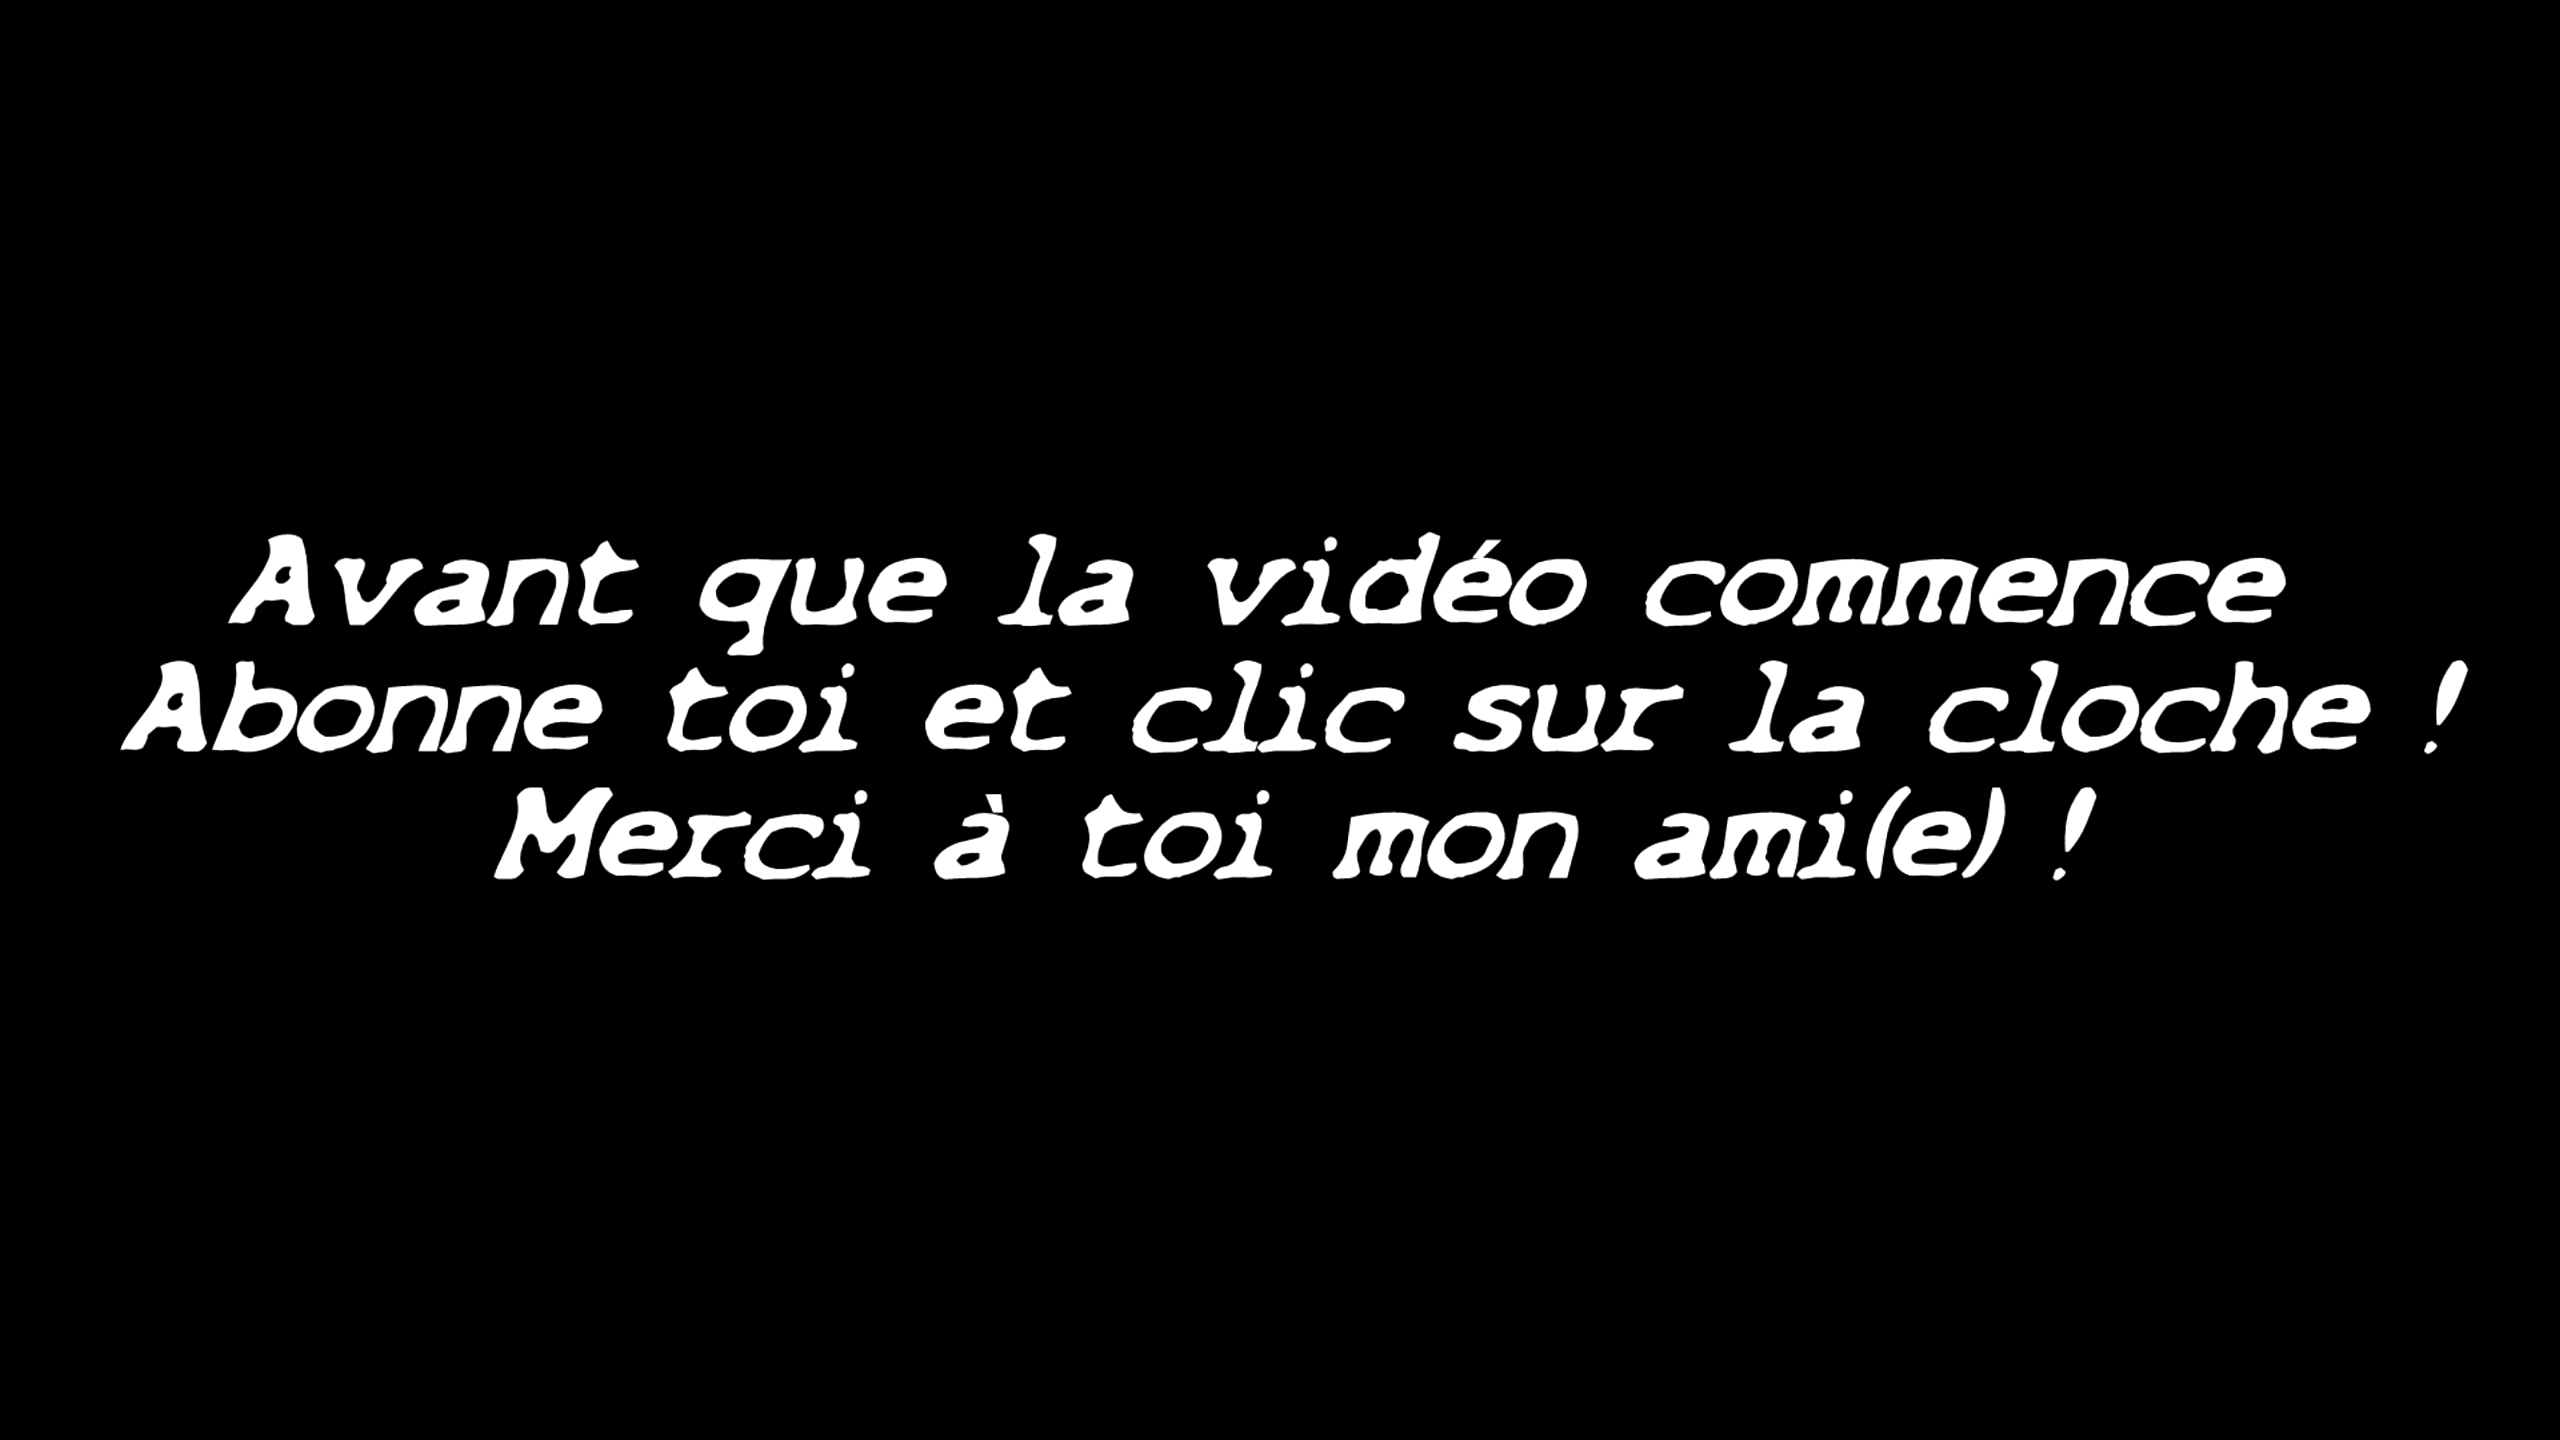 Avant que la vidéo commence
Abonne toi et clic sur la cloche !
Merci à toi mon ami(e) !